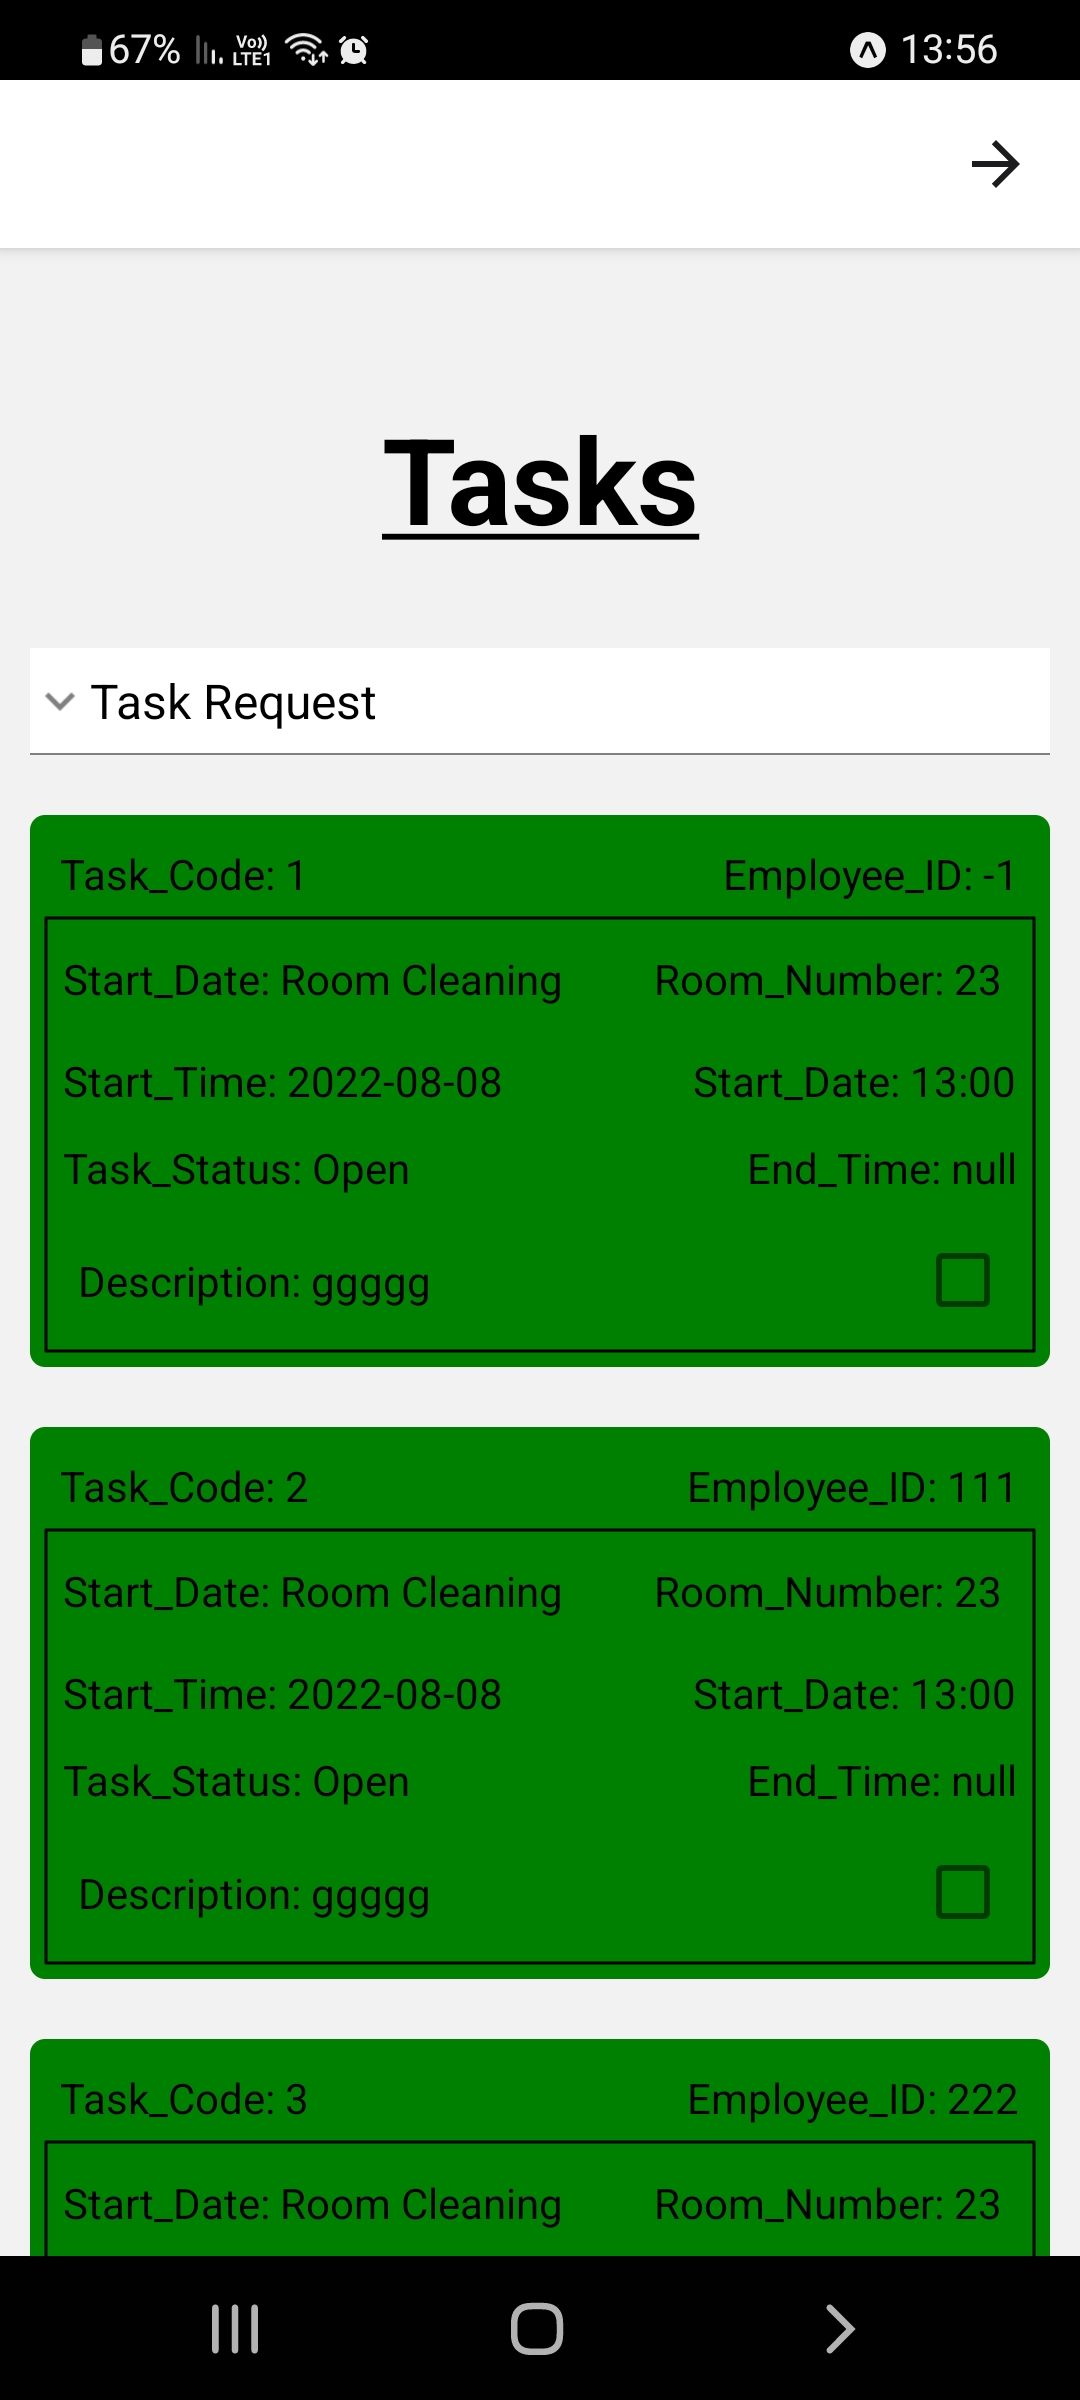 67% Vo)) LTE1 13:56
Tasks
Task Request
Task_Code: 1 Employee_ID: -1
Start_Date: Room Cleaning Room_Number: 23
Start_Time: 2022-08-08 Start_Date: 13:00
Task_Status: Open End_Time: null
Description: ggggg
Task_Code: 2 Employee_ID: 111
Start_Date: Room Cleaning Room_Number: 23
Start_Time: 2022-08-08 Start_Date: 13:00
Task_Status: Open End_Time: null
Description: ggggg
Task_Code: 3 Employee_ID: 222
Start_Date: Room Cleaning Room_Number: 23